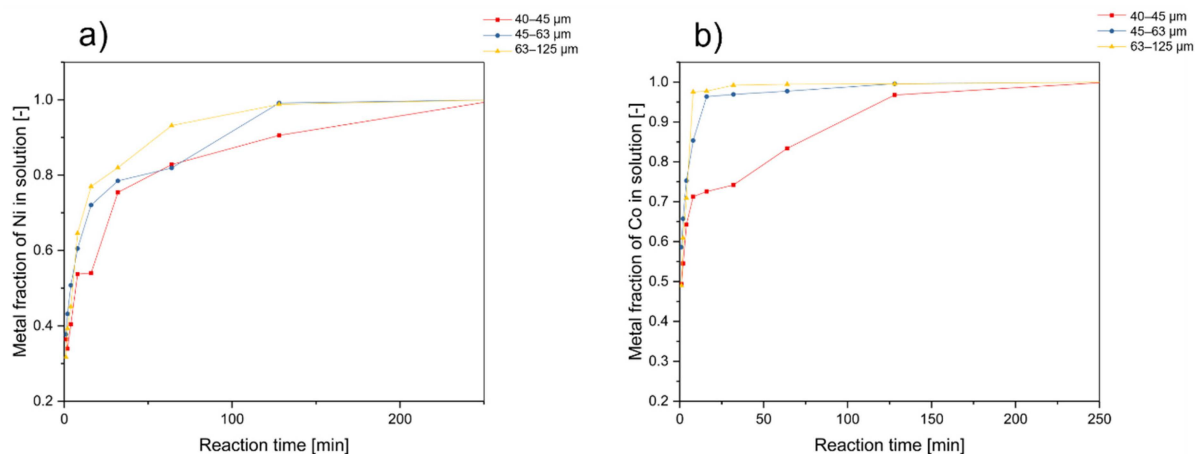 a)
40–45 µm
45–63 µm
63–125 µm
Metal fraction of Ni in solution [-]
1.0
0.8
0.6
0.4
0.2
0
100
200
Reaction time [min]
b)
40–45 µm
45–63 µm
63–125 µm
Metal fraction of Co in solution [-]
1.0
0.9
0.8
0.7
0.6
0.5
0.4
0.3
0.2
0
50
100
150
200
250
Reaction time [min]